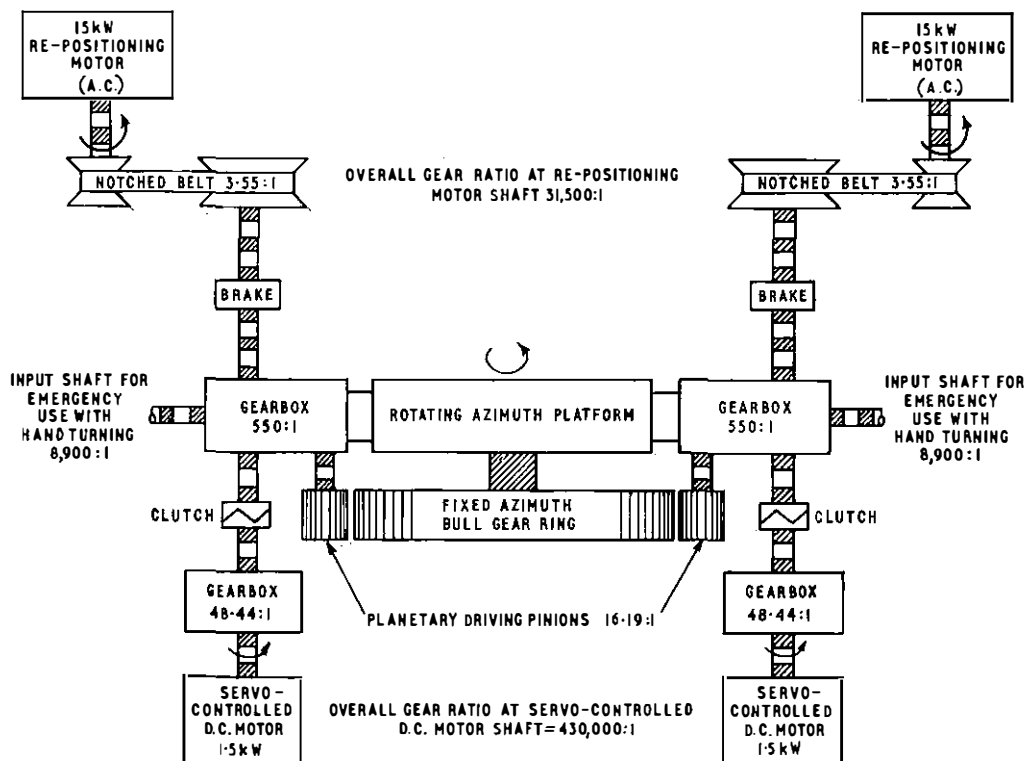 15kW
RE-POSITIONING
MOTOR
(A.C.)
15kW
RE-POSITIONING
MOTOR
(A.C.)
NOTCHED BELT 3·55:1
OVERALL GEAR RATIO AT RE-POSITIONING
MOTOR SHAFT 31,500:1
NOTCHED BELT 3·55:1
BRAKE
BRAKE
INPUT SHAFT FOR
EMERGENCY
USE WITH
HAND TURNING
8,900:1
GEARBOX
550:1
ROTATING AZIMUTH PLATFORM
GEARBOX
550:1
INPUT SHAFT FOR
EMERGENCY
USE WITH
HAND TURNING
8,900:1
CLUTCH
FIXED AZIMUTH
BULL GEAR RING
CLUTCH
GEARBOX
48·44:1
PLANETARY DRIVING PINIONS 16·19:1
GEARBOX
48·44:1
SERVO-
CONTROLLED
D.C. MOTOR
1·5kW
OVERALL GEAR RATIO AT SERVO-CONTROLLED
D.C. MOTOR SHAFT=430,000:1
SERVO-
CONTROLLED
D.C. MOTOR
1·5kW